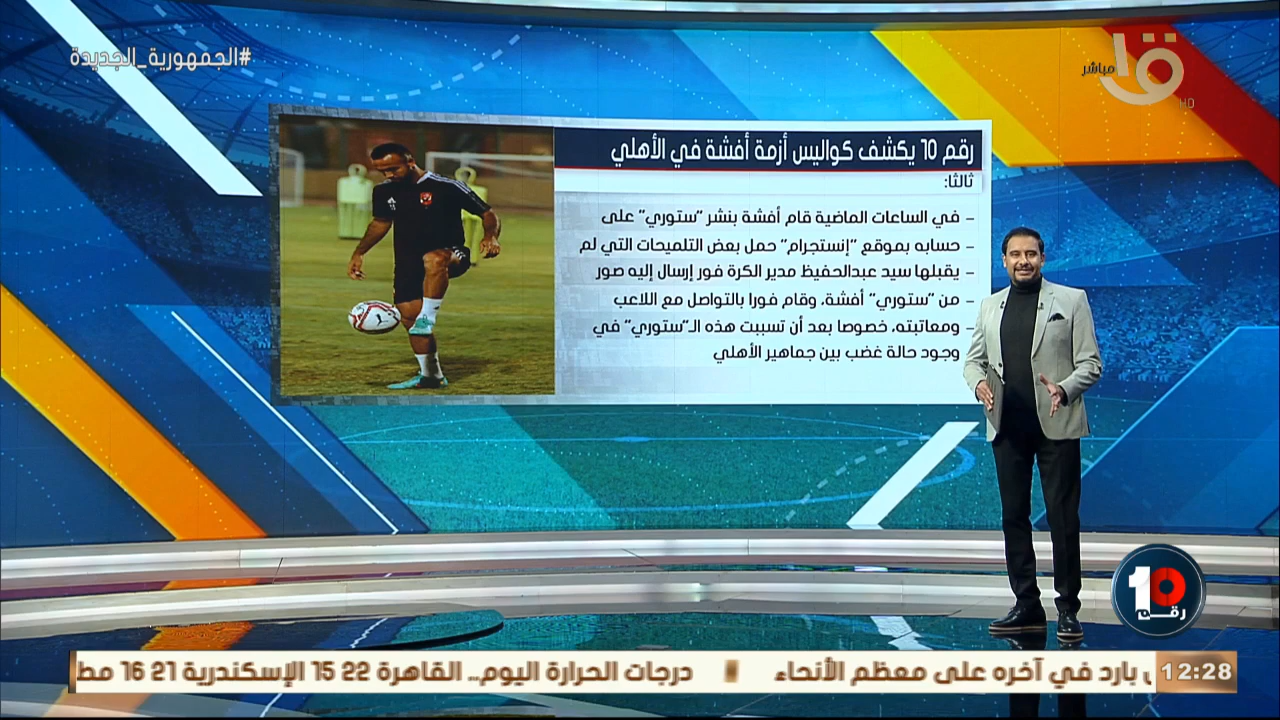 #الجمهورية_الجديدة
مباشر
HD
رقم 10 يكشف كواليس أزمة أفشة في الأهلي
ثالثا:
– في الساعات الماضية قام أفشة بنشر "ستوري" على
– حسابه بموقع "إنستجرام" حمل بعض التلميحات التي لم
– يقبلها سيد عبدالحفيظ مدير الكرة فور إرسال إليه صور
– من "ستوري" أفشة، وقام فورا بالتواصل مع اللاعب
– ومعاتبته، خصوصا بعد أن تسببت هذه الـ"ستوري" في
وجود حالة غضب بين جماهير الأهلي
10
رقم
بارد في آخره على معظم الأنحاء درجات الحرارة اليوم.. القاهرة 22 15 الإسكندرية 21 16
12:28